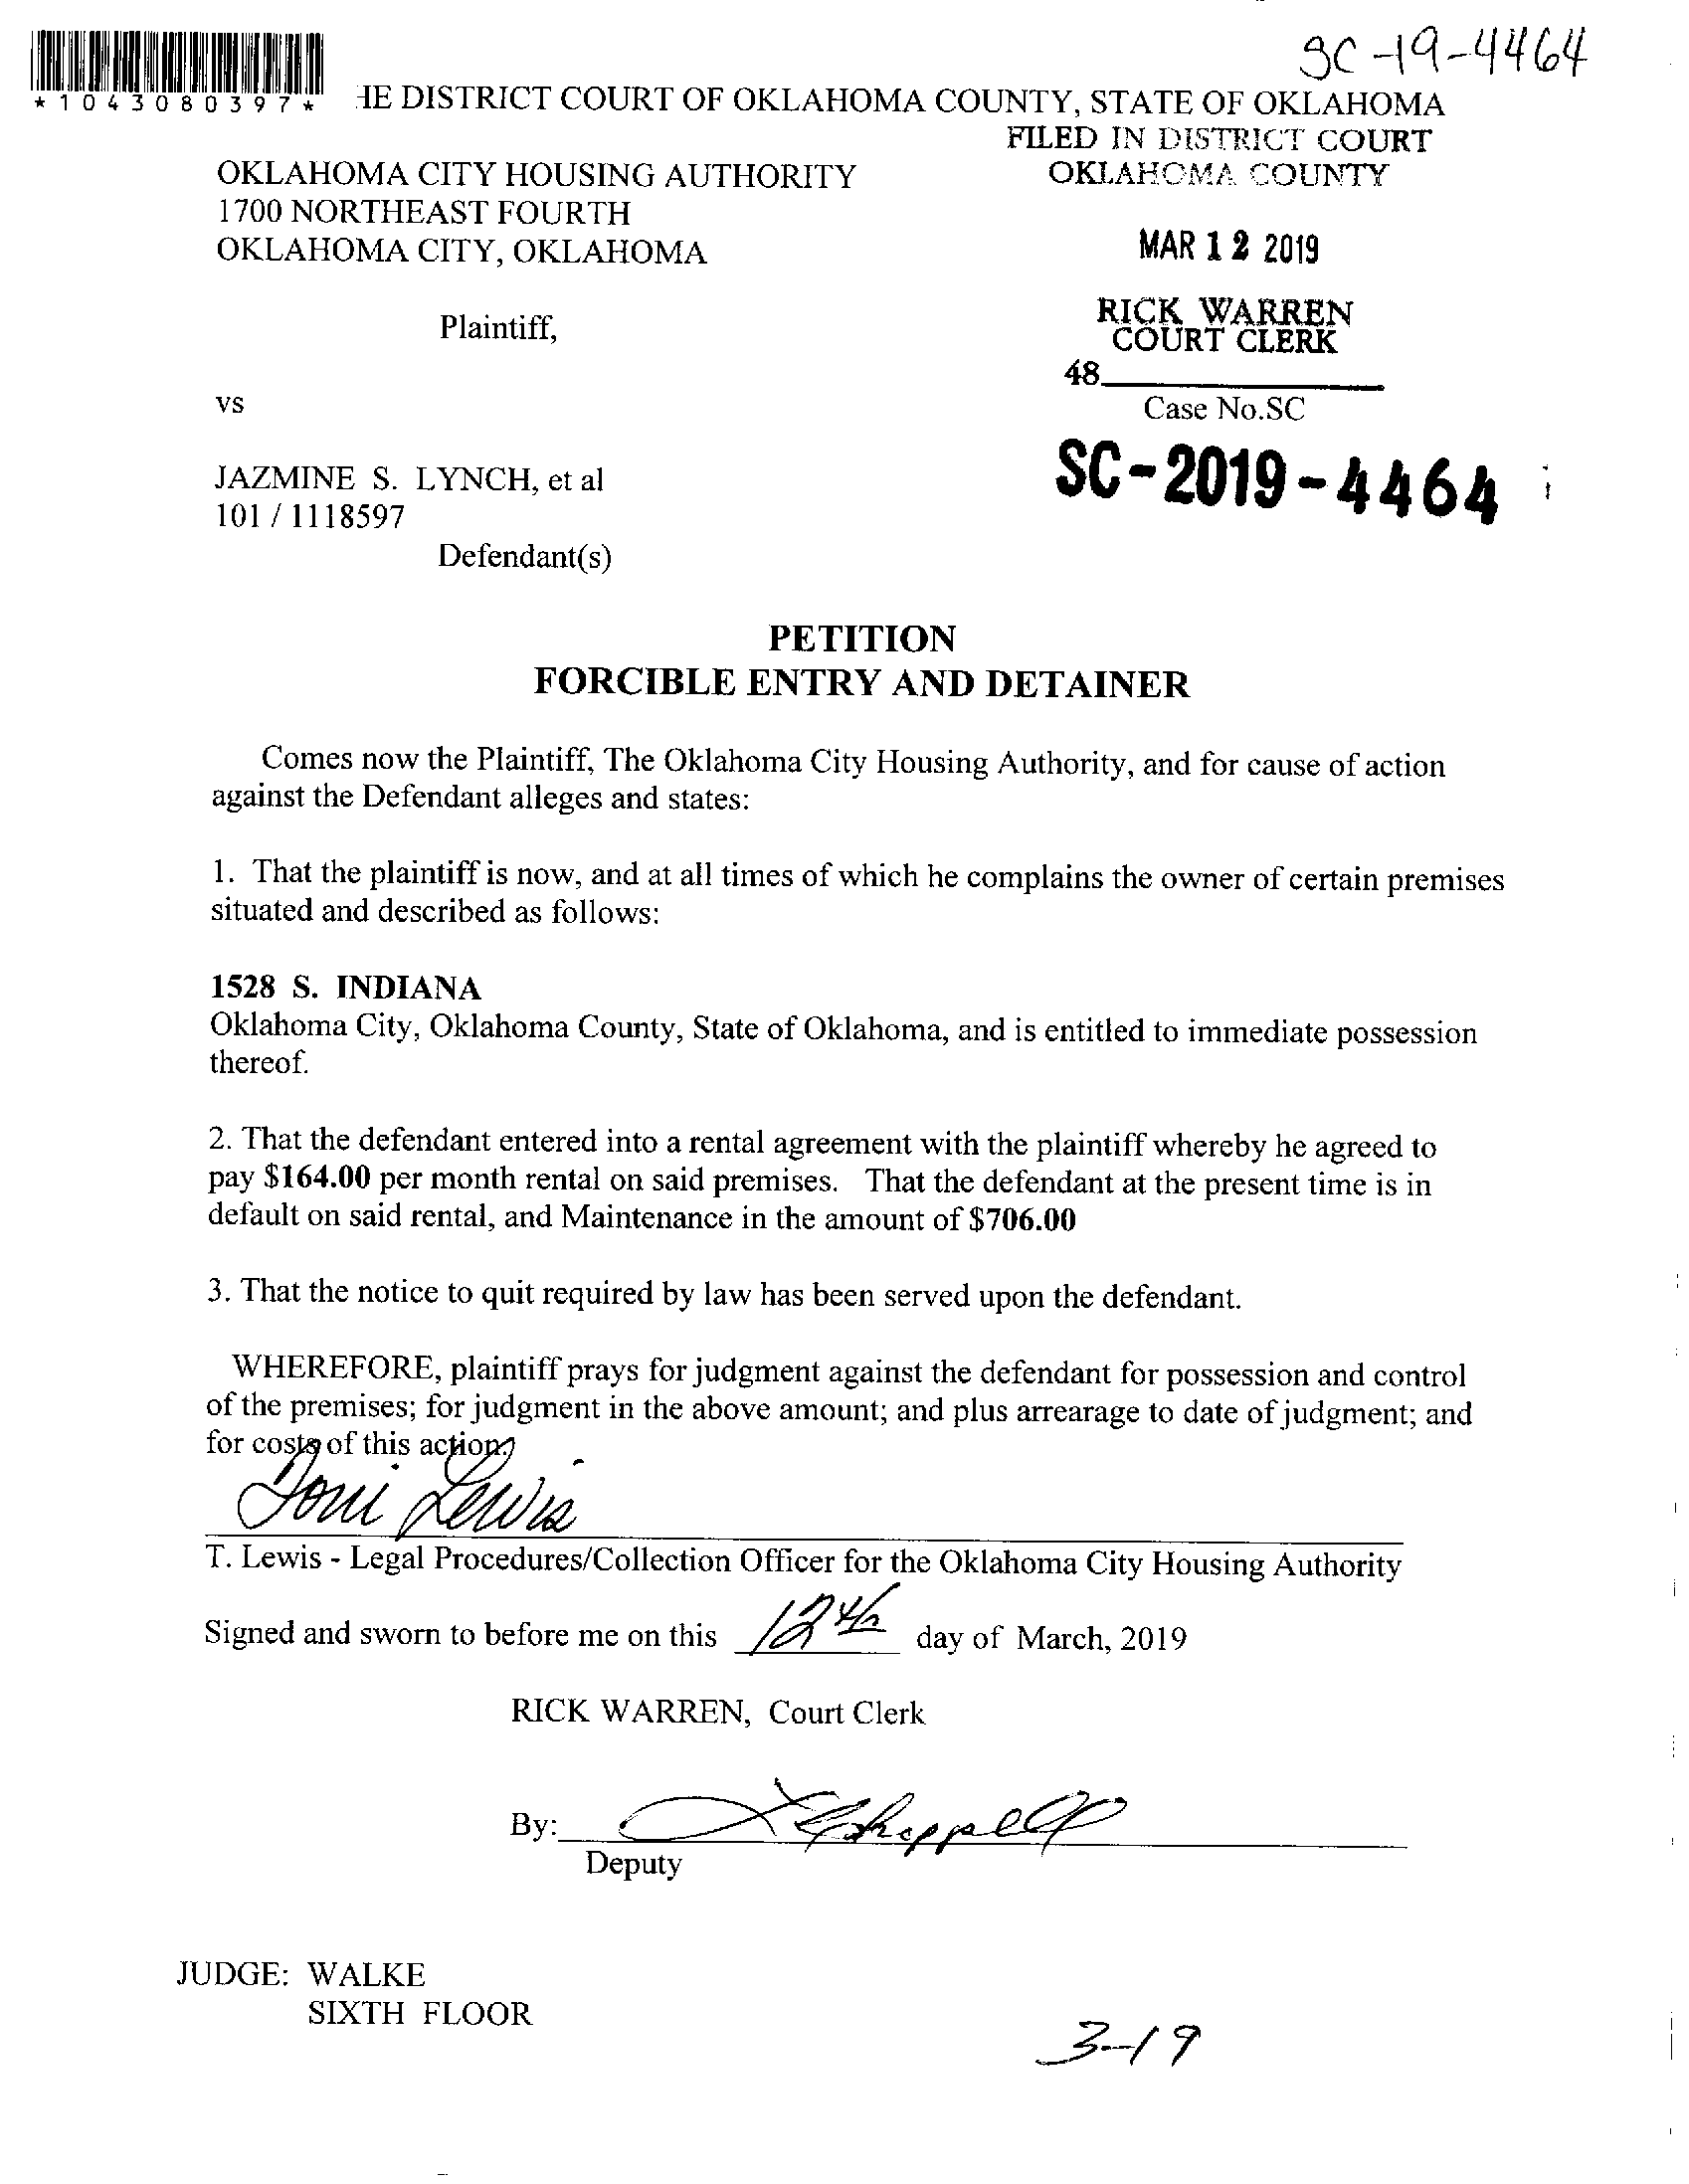 SC-19-4464
*1043080397*
HE DISTRICT COURT OF OKLAHOMA COUNTY, STATE OF OKLAHOMA
FILED IN DISTRICT COURT
OKLAHOMA COUNTY
OKLAHOMA CITY HOUSING AUTHORITY
1700 NORTHEAST FOURTH
OKLAHOMA CITY, OKLAHOMA
MAR 12 2019
Plaintiff,
RICK WARREN
COURT CLERK
48
vs
Case No.SC
SC-2019-4464
JAZMINE S. LYNCH, et al
101 / 1118597
Defendant(s)
PETITION
FORCIBLE ENTRY AND DETAINER
Comes now the Plaintiff, The Oklahoma City Housing Authority, and for cause of action
against the Defendant alleges and states:
1. That the plaintiff is now, and at all times of which he complains the owner of certain premises
situated and described as follows:
1528 S. INDIANA
Oklahoma City, Oklahoma County, State of Oklahoma, and is entitled to immediate possession
thereof.
2. That the defendant entered into a rental agreement with the plaintiff whereby he agreed to
pay $164.00 per month rental on said premises. That the defendant at the present time is in
default on said rental, and Maintenance in the amount of $706.00
3. That the notice to quit required by law has been served upon the defendant.
WHEREFORE, plaintiff prays for judgment against the defendant for possession and control
of the premises; for judgment in the above amount; and plus arrearage to date of judgment; and
for costs of this action.
Toni Lewis
T. Lewis - Legal Procedures/Collection Officer for the Oklahoma City Housing Authority
Signed and sworn to before me on this 12th day of March, 2019
RICK WARREN, Court Clerk
By:
Deputy
JUDGE: WALKE
SIXTH FLOOR
3-19